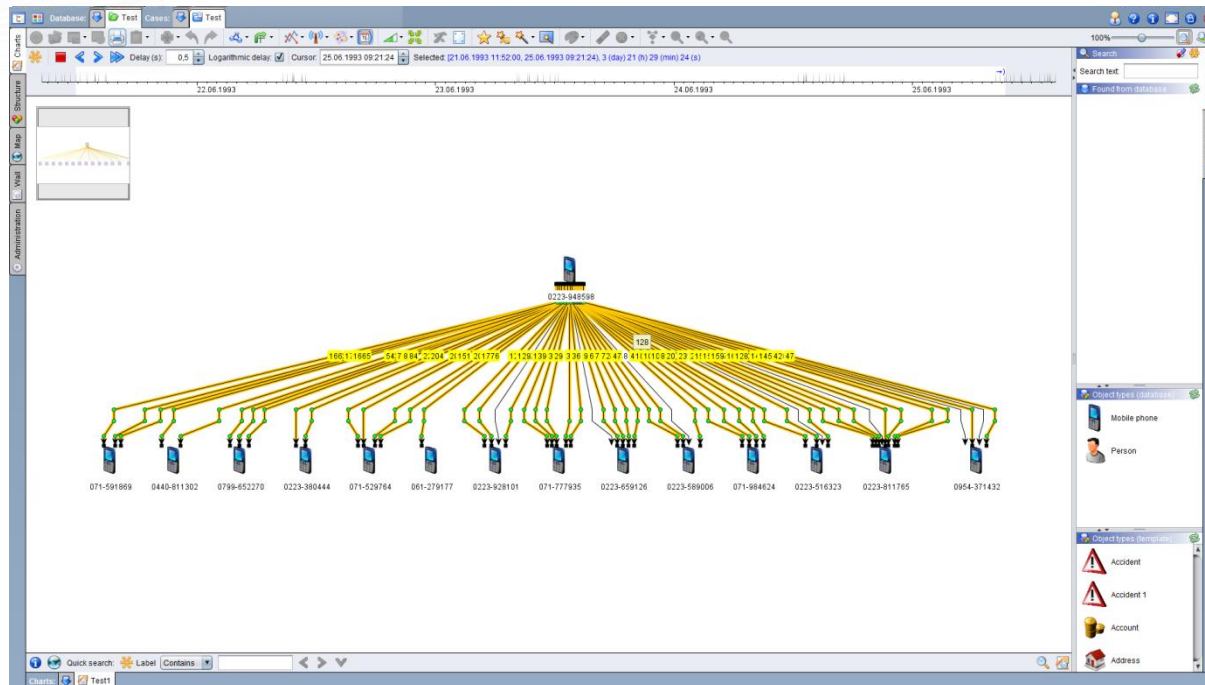 Database: Test Cases: Test
100%
Delay (s): 0,5 Logarithmic delay: Cursor: 25.06.1993 09:21:24 Selected: [21.06.1993 11:52:00, 25.06.1993 09:21:24), 3 (day) 21 (h) 29 (min) 24 (s)
22.06.1993 23.06.1993 24.06.1993 25.06.1993
Charts
Structure
Map
Wall
Administration
0223-948598
128
071-591869 0440-811302 0799-652270 0223-380444 071-529764 061-279177 0223-928101 071-777935 0223-659126 0223-589006 071-984624 0223-516323 0223-811765 0954-371432
Search
Search text:
Found from database
Object types (database)
Mobile phone
Person
Object types (template)
Accident
Accident 1
Account
Address
Quick search: Label Contains
Charts: Test1